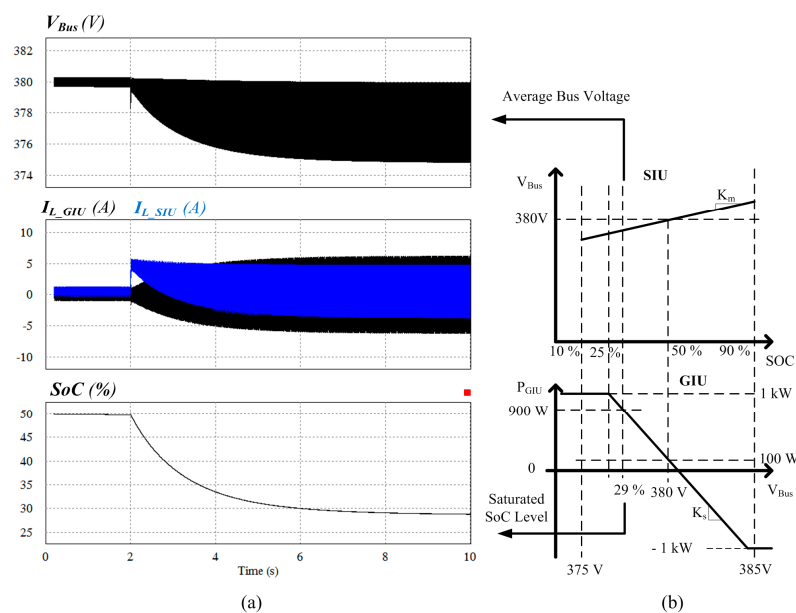 V_Bus (V)
382
380
378
376
374
I_L_GIU (A) I_L_SIU (A)
10
5
0
-5
-10
SoC (%)
50
45
40
35
30
25
0 2 4 6 8 10
Time (s)
(a)
Average Bus Voltage
SIU
V_Bus
K_m
380V
10 % 25 % 50 % 90 % SOC
P_GIU GIU
1 kW
900 W
100 W
0
29 % 380 V V_Bus
Saturated
SoC Level
K_s
- 1 kW
375 V 385V
(b)